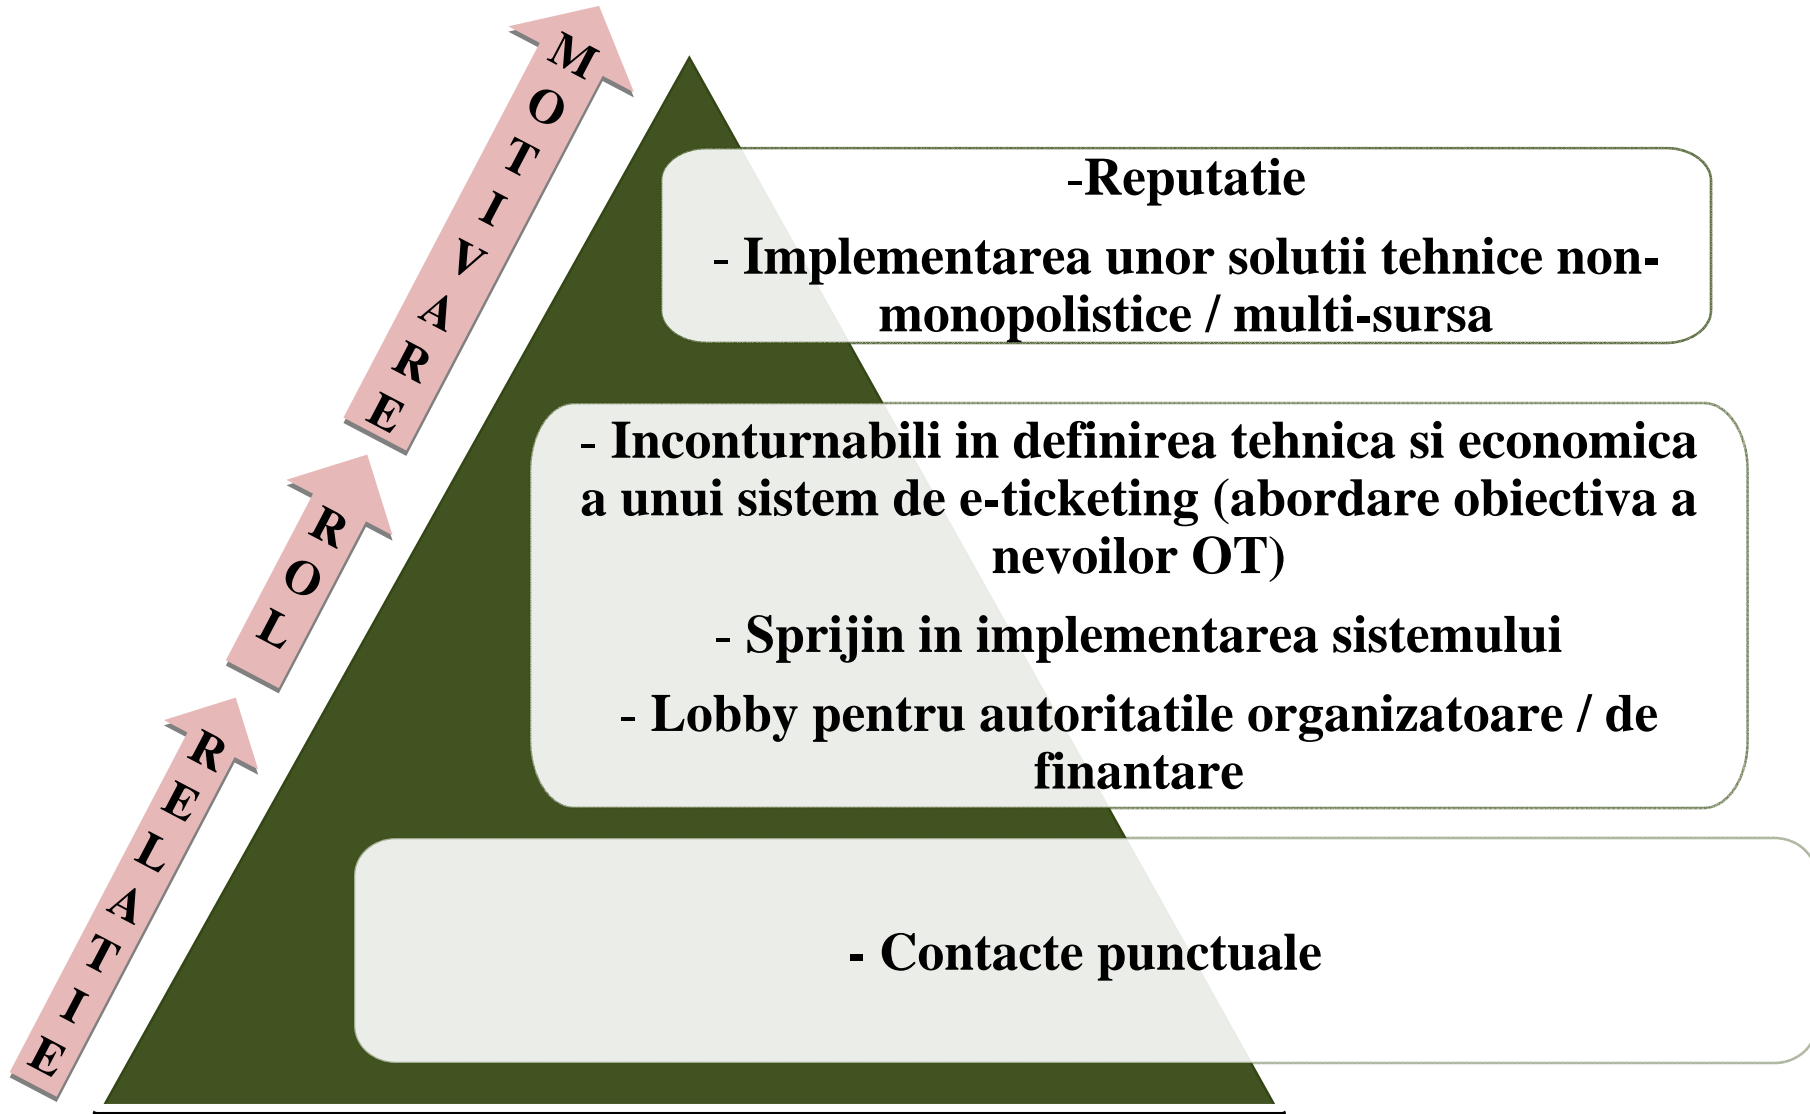 MOTIVARE
-Reputatie
- Implementarea unor solutii tehnice non-
monopolistice / multi-sursa
ROL
- Inconturnabili in definirea tehnica si economica
a unui sistem de e-ticketing (abordare obiectiva a
nevoilor OT)
- Sprijin in implementarea sistemului
- Lobby pentru autoritatile organizatoare / de
finantare
RELATIE
- Contacte punctuale